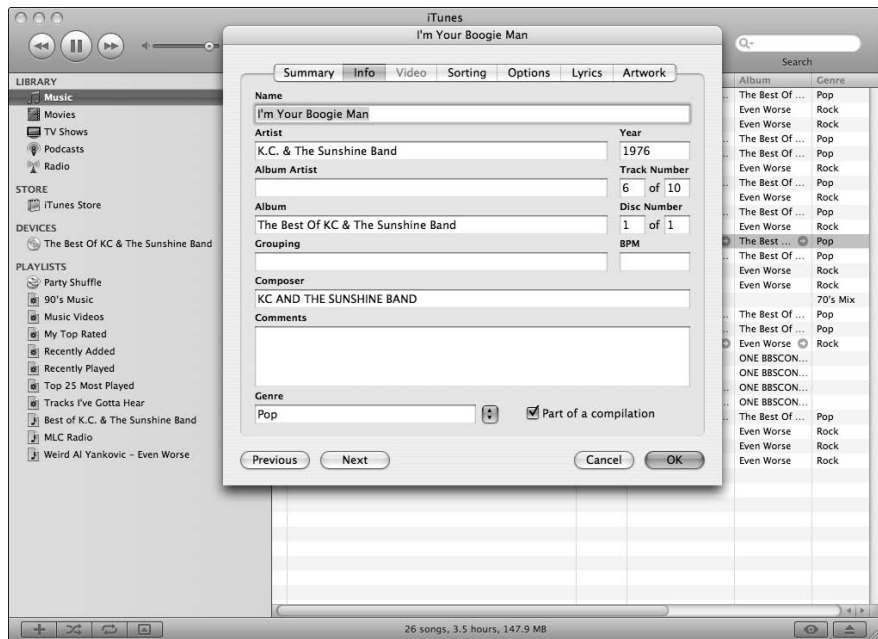 iTunes
I'm Your Boogie Man
Search
LIBRARY
Music
Movies
TV Shows
Podcasts
Radio
STORE
iTunes Store
DEVICES
The Best Of KC & The Sunshine Band
PLAYLISTS
Party Shuffle
90's Music
Music Videos
My Top Rated
Recently Added
Recently Played
Top 25 Most Played
Tracks I've Gotta Hear
Best of K.C. & The Sunshine Band
MLC Radio
Weird Al Yankovic – Even Worse
Summary Info Video Sorting Options Lyrics Artwork
Name
I'm Your Boogie Man
Artist Year
K.C. & The Sunshine Band 1976
Album Artist Track Number
6 of 10
Album Disc Number
The Best Of KC & The Sunshine Band 1 of 1
Grouping BPM
Composer
KC AND THE SUNSHINE BAND
Comments
Genre
Pop Part of a compilation
Previous Next Cancel OK
Album Genre
The Best Of ... Pop
Even Worse Rock
Even Worse Rock
The Best Of ... Pop
The Best Of ... Pop
Even Worse Rock
The Best Of ... Pop
Even Worse Rock
The Best Of ... Pop
Even Worse Rock
The Best ... Pop
The Best Of ... Pop
Even Worse Rock
Even Worse Rock
70's Mix
The Best Of ... Pop
The Best Of ... Pop
Even Worse Rock
ONE BBSCON...
ONE BBSCON...
ONE BBSCON...
ONE BBSCON...
The Best Of ... Pop
Even Worse Rock
Even Worse Rock
Even Worse Rock
26 songs, 3.5 hours, 147.9 MB